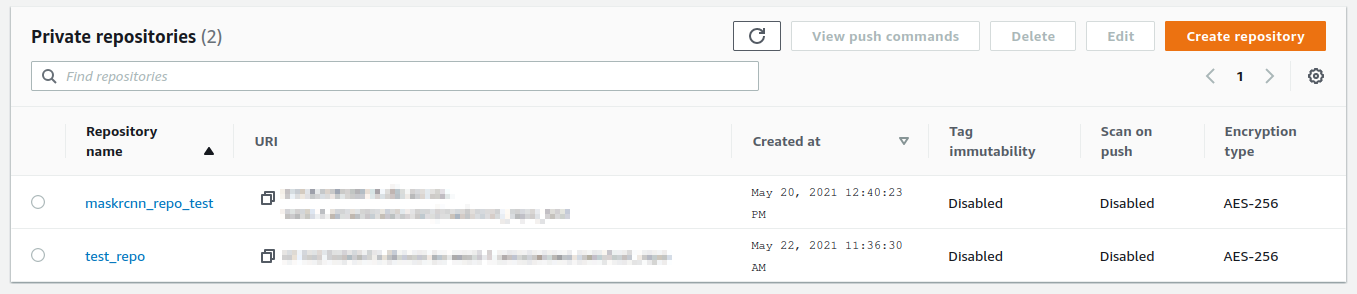 Private repositories (2)
View push commands
Delete
Edit
Create repository
Find repositories
1
Repository
name
URI
Created at
Tag
immutability
Scan on
push
Encryption
type
maskrcnn_repo_test
May 20, 2021 12:40:23
PM
Disabled
Disabled
AES-256
test_repo
May 22, 2021 11:36:30
AM
Disabled
Disabled
AES-256